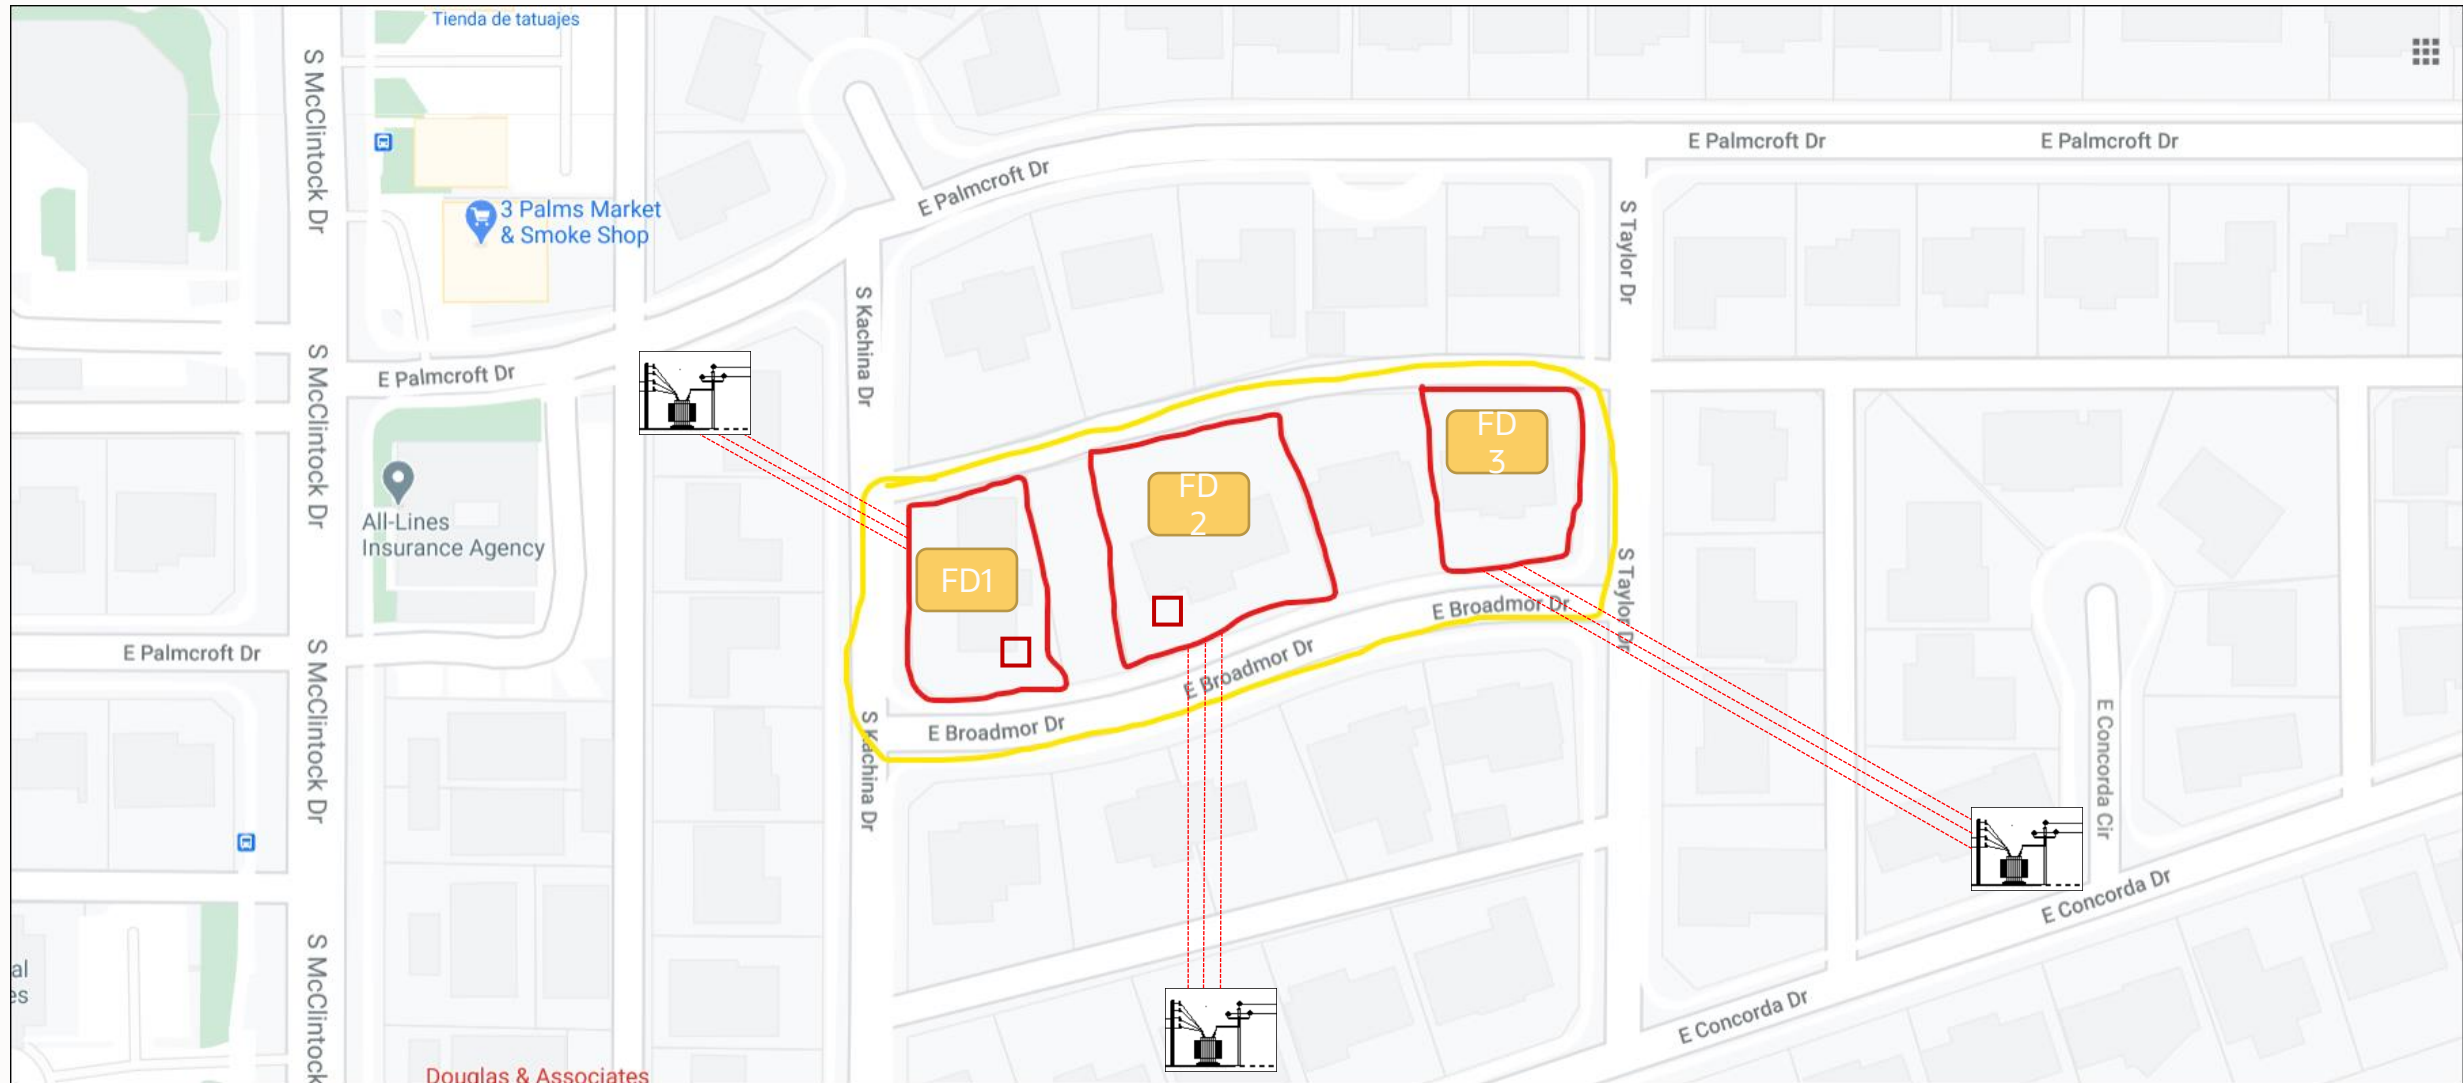 Tienda de tatuajes
S McClintock Dr
E Palmcroft Dr
E Palmcroft Dr
E Palmcroft Dr
3 Palms Market
& Smoke Shop
S Taylor Dr
S Kachina Dr
S McClintock Dr
E Palmcroft Dr
All-Lines
Insurance Agency
FD
3
FD
2
FD1
E Broadmor Dr
S Taylor Dr
E Palmcroft Dr
S McClintock Dr
E Broadmor Dr
E Broadmor Dr
S Kachina Dr
E Concorda Cir
E Concorda Dr
al
es
S McClintock
E Concorda Dr
Douglas & Associates